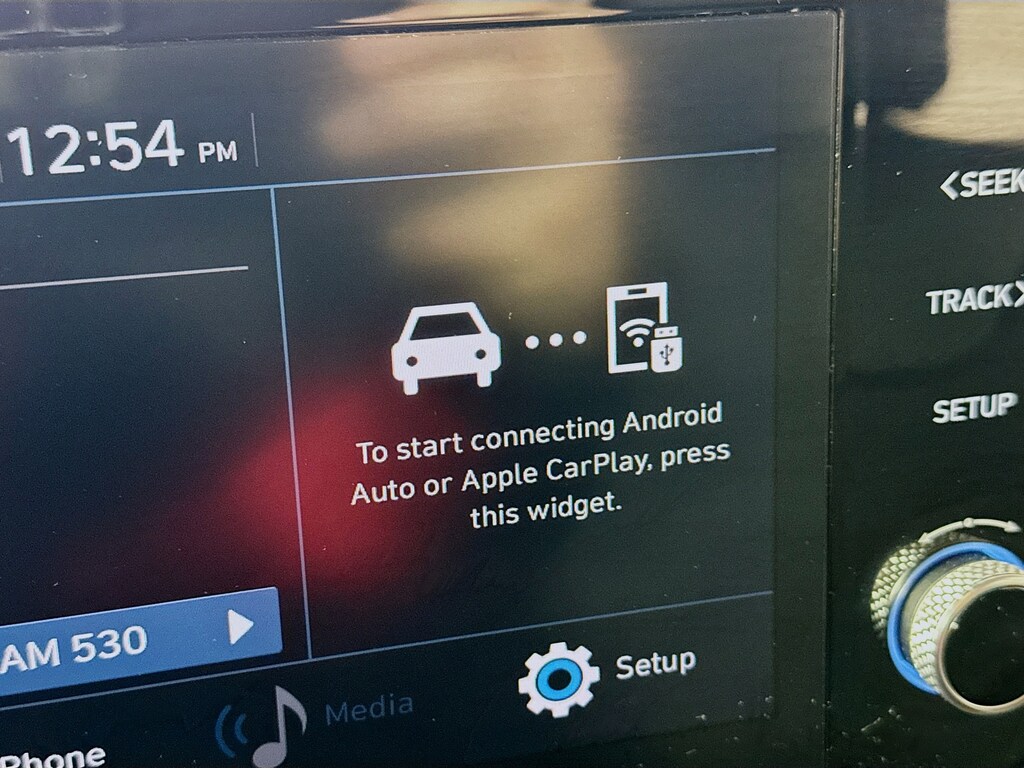 12:54 PM
<SEEK
TRACK>
SETUP
To start connecting Android
Auto or Apple CarPlay, press
this widget.
AM 530
Setup
Media
Phone